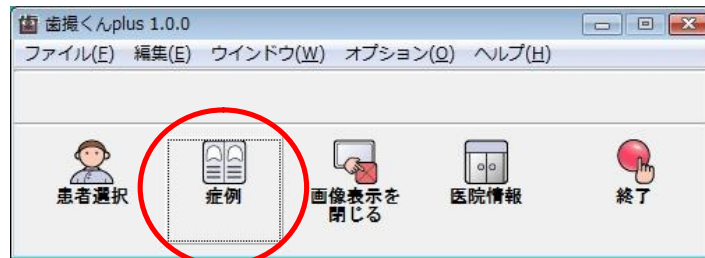 歯撮くんplus 1.0.0
ファイル(F) 編集(E) ウインドウ(W) オプション(O) ヘルプ(H)
患者選択 症例 画像表示を閉じる 医院情報 終了